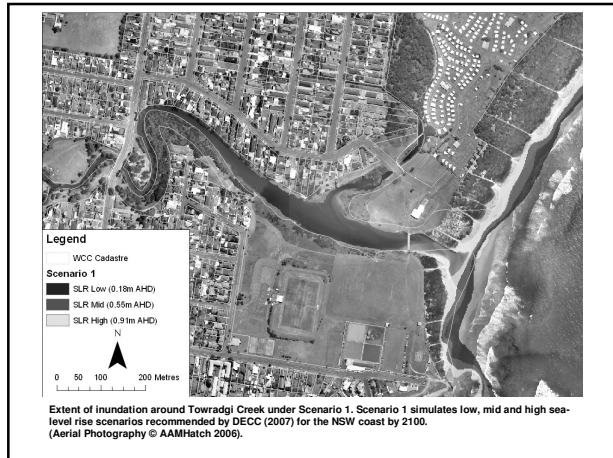 Legend
WCC Cadastre
Scenario 1
SLR Low (0.18m AHD)
SLR Mid (0.55m AHD)
SLR High (0.91m AHD)
N
0 50 100 200 Metres
Extent of inundation around Towradgi Creek under Scenario 1. Scenario 1 simulates low, mid and high sea-
level rise scenarios recommended by DECC (2007) for the NSW coast by 2100.
(Aerial Photography © AAMHatch 2006).